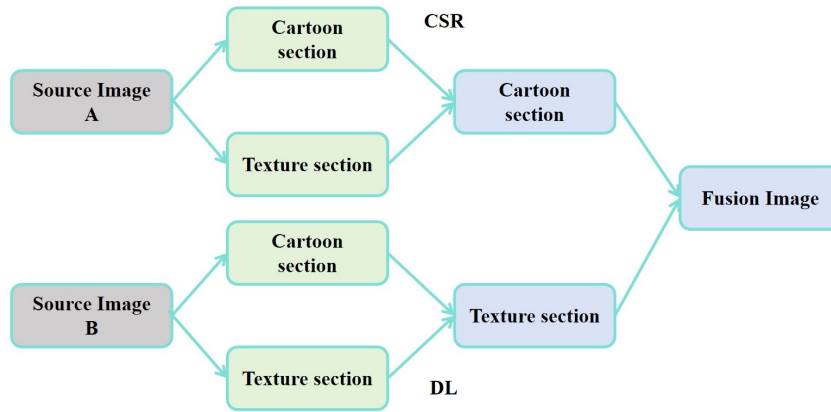 Cartoon
section
CSR
Source Image
A
Cartoon
section
Texture section
Fusion Image
Cartoon
section
Source Image
B
Texture section
Texture section
DL